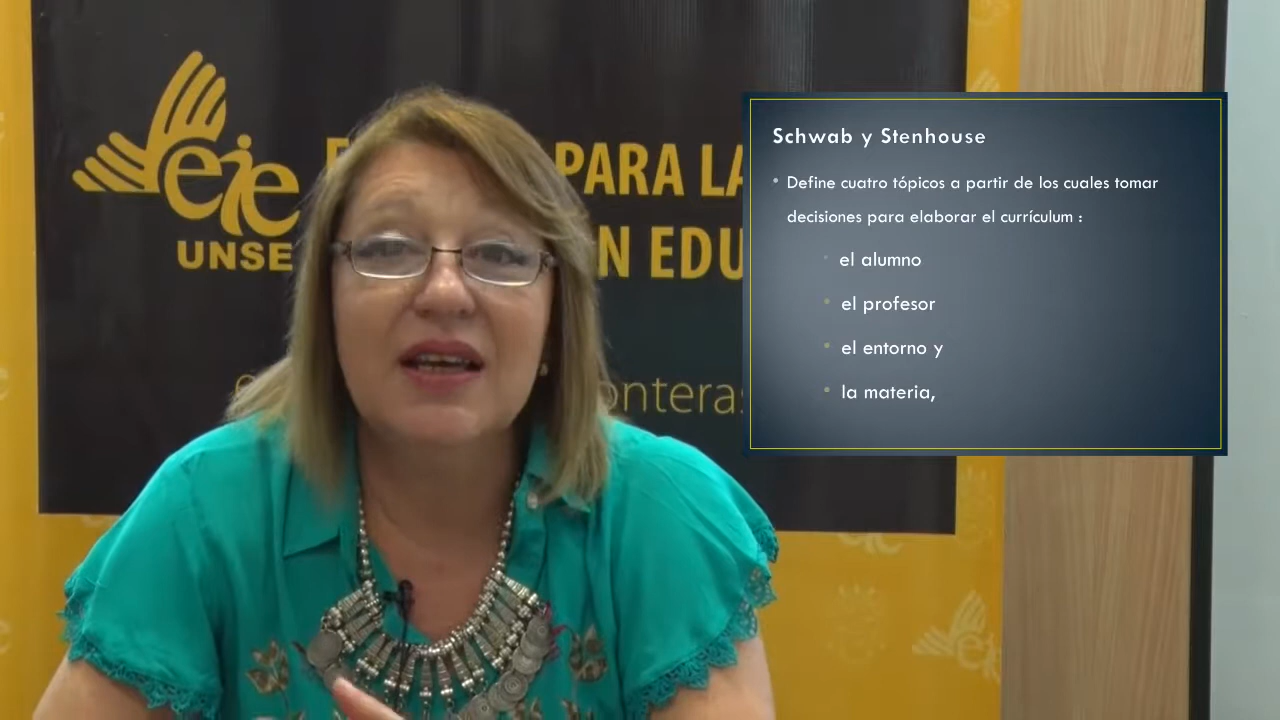 eie
UNSE
PARA LA
N EDU
onteras
Schwab y Stenhouse
• Define cuatro tópicos a partir de los cuales tomar
decisiones para elaborar el currículum :
• el alumno
• el profesor
• el entorno y
• la materia,